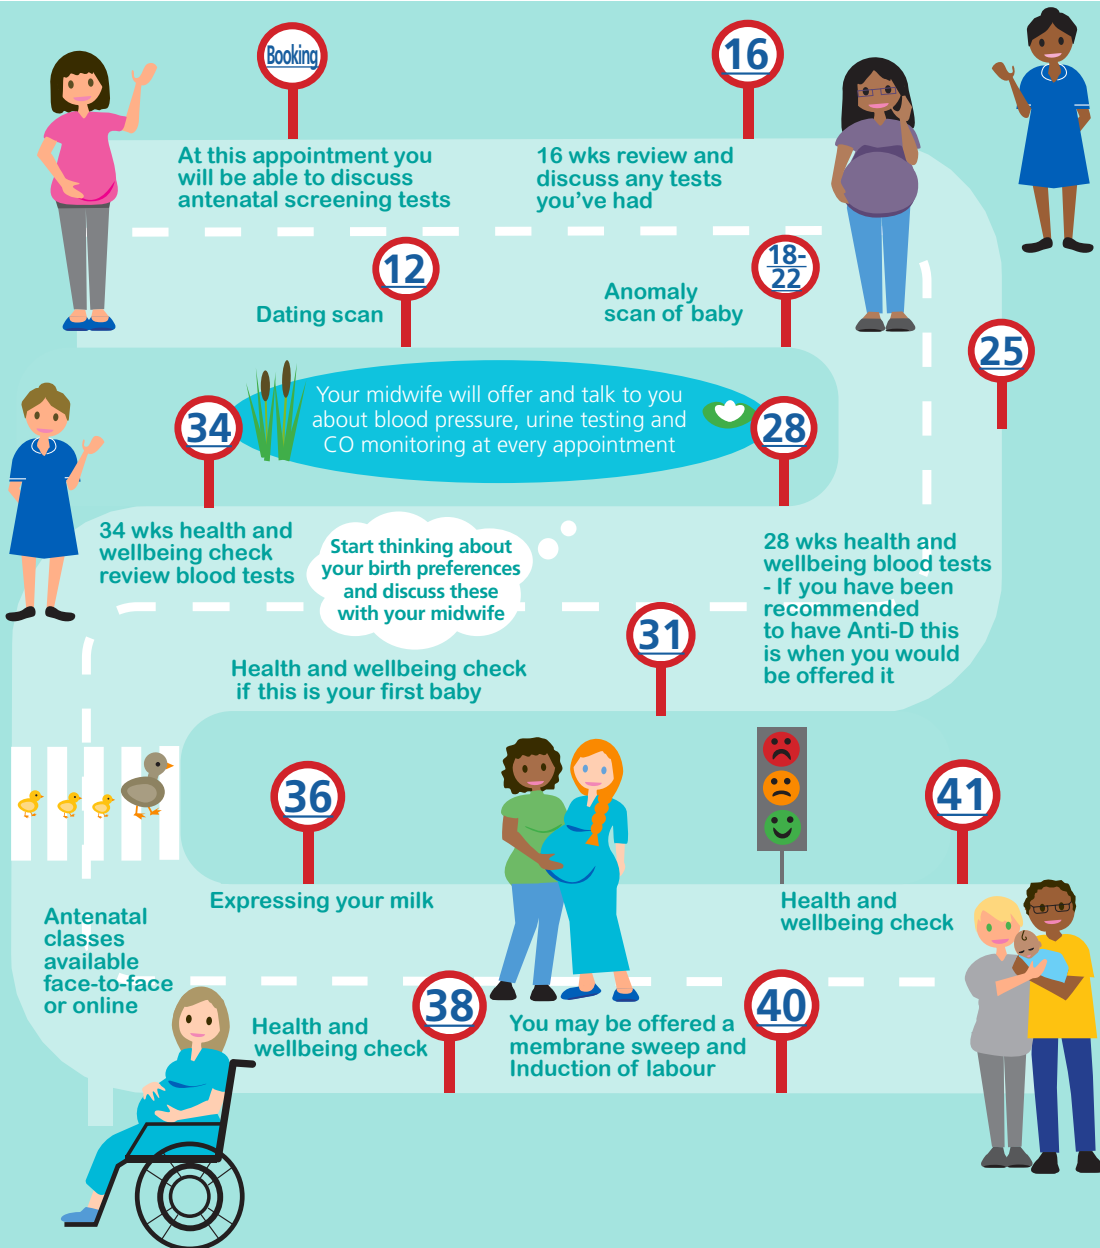 Booking
At this appointment you
will be able to discuss
antenatal screening tests
12
Dating scan
16
16 wks review and
discuss any tests
you've had
18-
22
Anomaly
scan of baby
25
Your midwife will offer and talk to you
about blood pressure, urine testing and
CO monitoring at every appointment
28
28 wks health and
wellbeing blood tests
- If you have been
recommended
to have Anti-D this
is when you would
be offered it
31
Health and wellbeing check
if this is your first baby
Start thinking about
your birth preferences
and discuss these
with your midwife
34
34 wks health and
wellbeing check
review blood tests
Antenatal
classes
available
face-to-face
or online
36
Expressing your milk
38
Health and
wellbeing check
40
You may be offered a
membrane sweep and
Induction of labour
41
Health and
wellbeing check